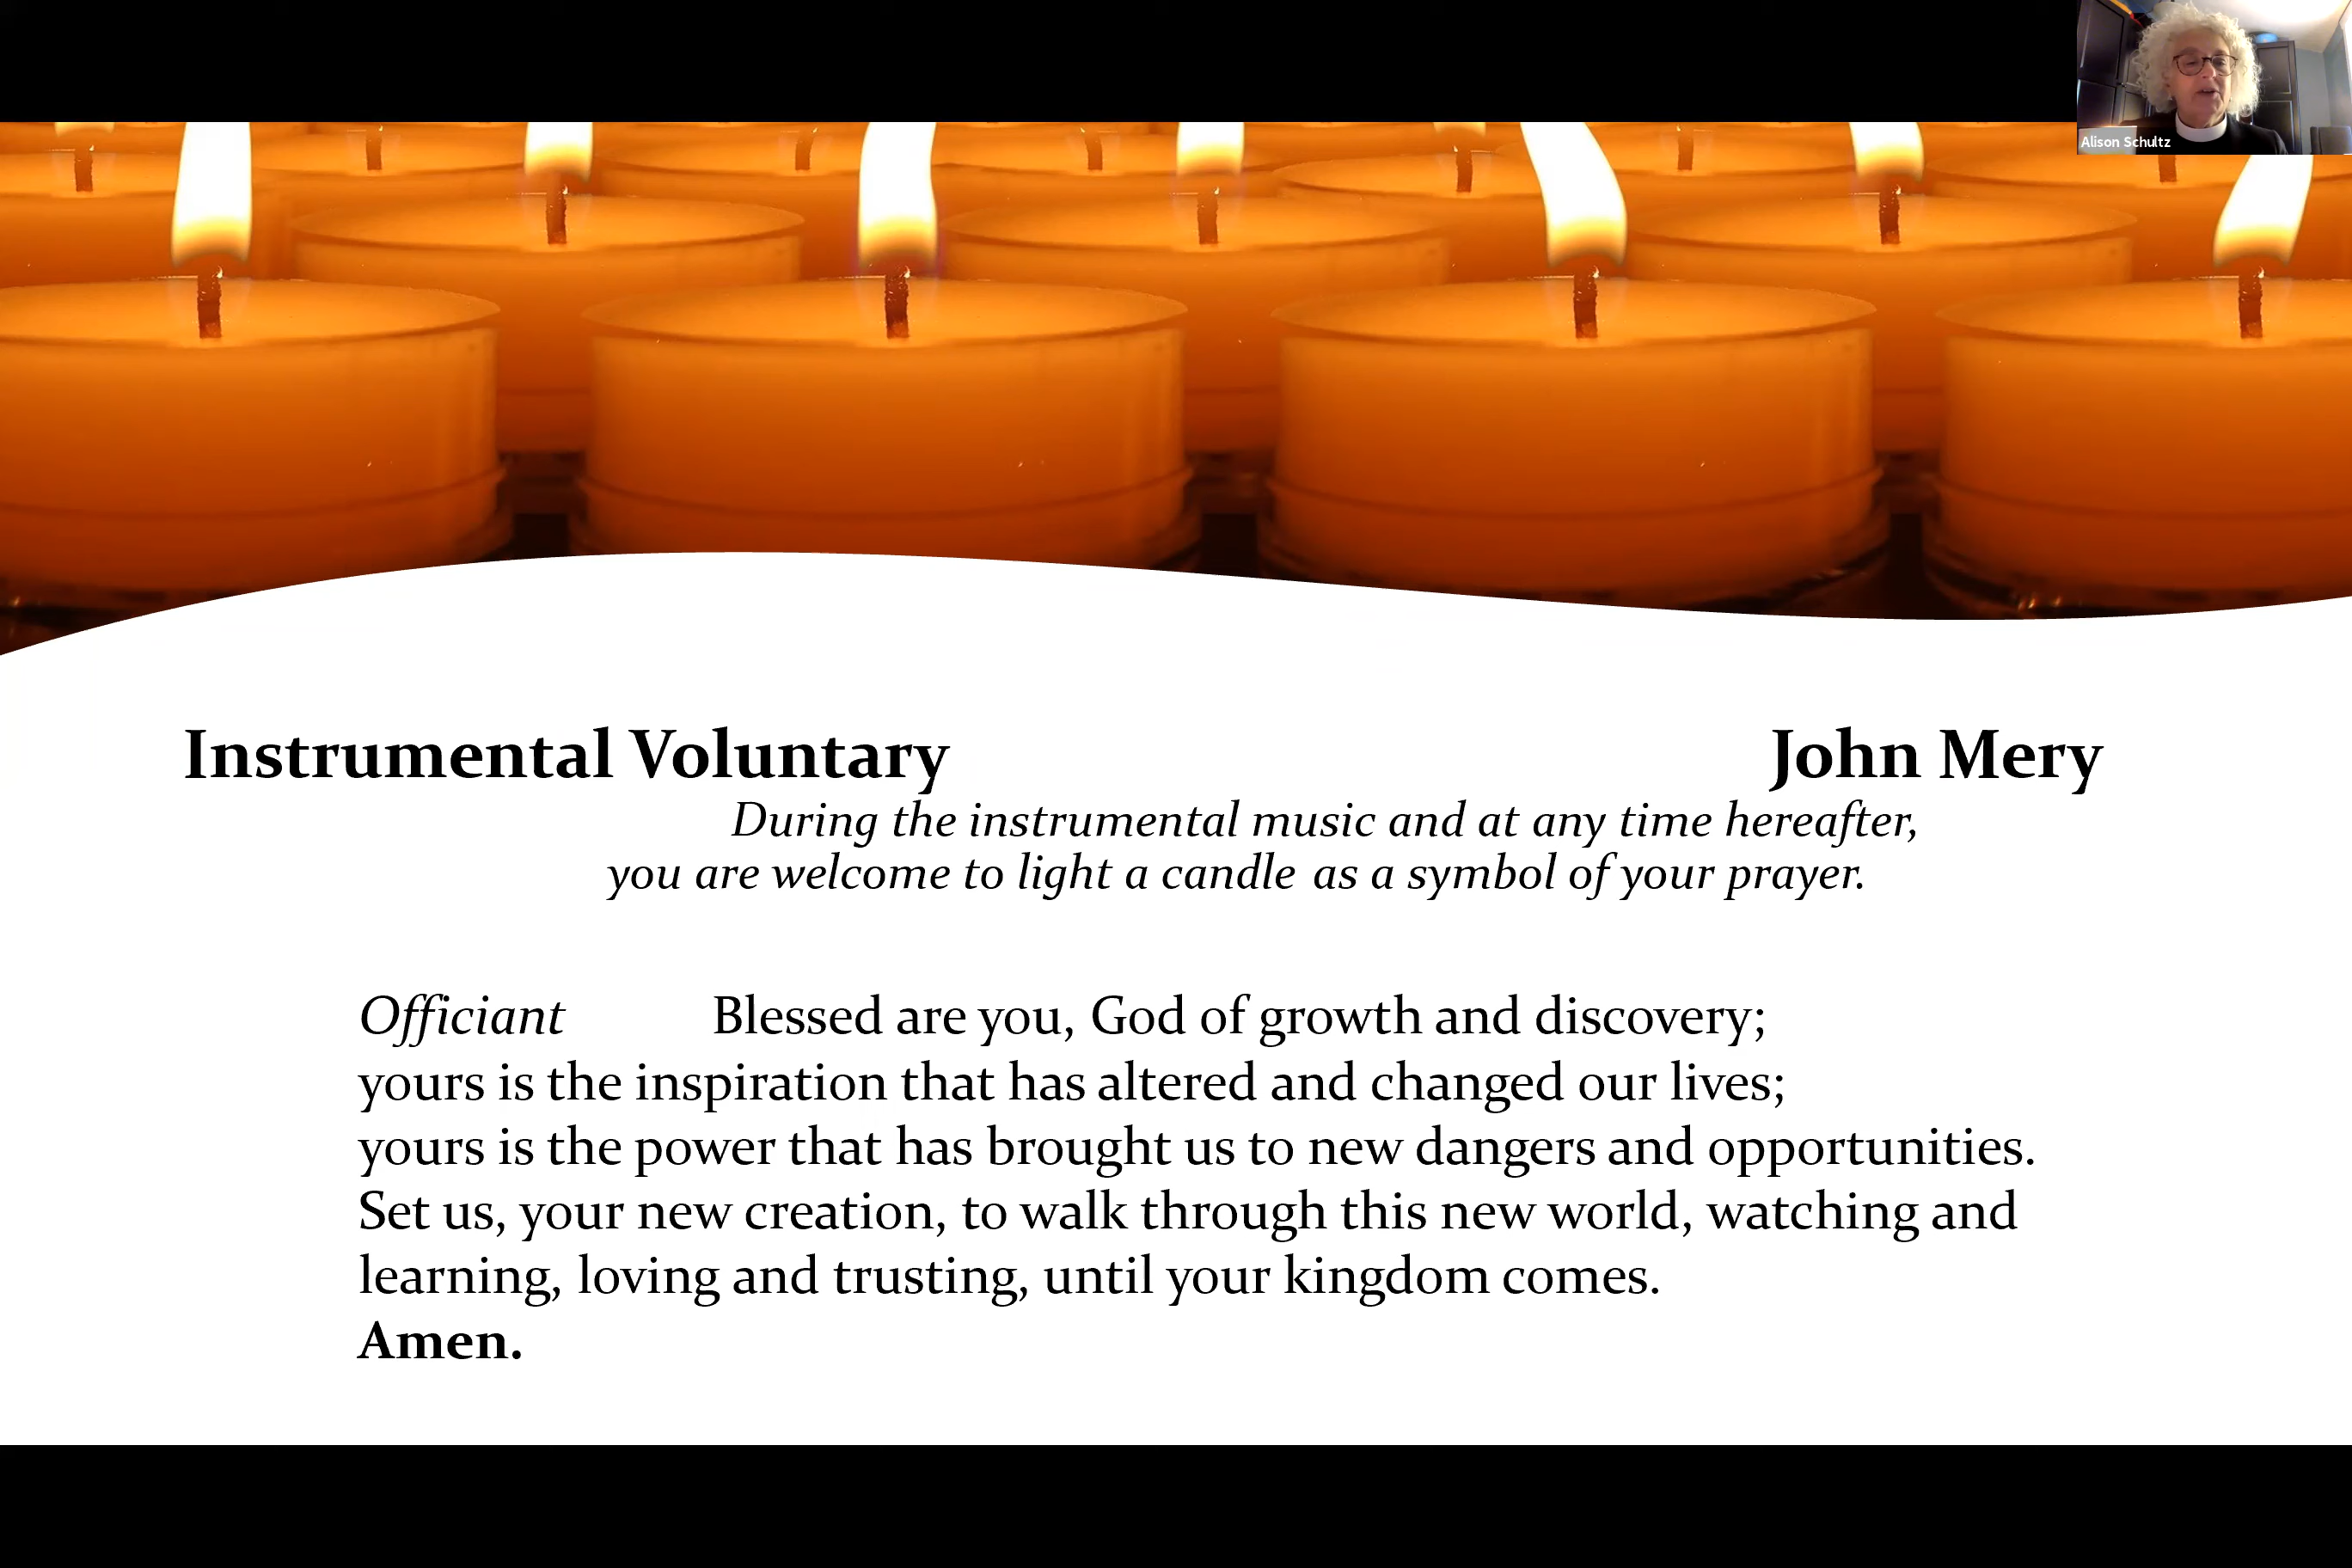 Alison Schultz
Instrumental Voluntary John Mery
During the instrumental music and at any time hereafter,
you are welcome to light a candle as a symbol of your prayer.
Officiant Blessed are you, God of growth and discovery;
yours is the inspiration that has altered and changed our lives;
yours is the power that has brought us to new dangers and opportunities.
Set us, your new creation, to walk through this new world, watching and
learning, loving and trusting, until your kingdom comes.
Amen.